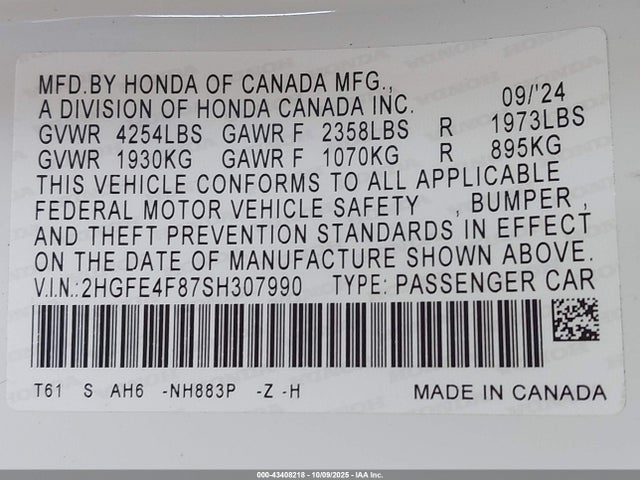 MFD.BY HONDA OF CANADA MFG.,
A DIVISION OF HONDA CANADA INC. 09/'24
GVWR 4254LBS GAWR F 2358LBS R 1973LBS
GVWR 1930KG GAWR F 1070KG R 895KG
THIS VEHICLE CONFORMS TO ALL APPLICABLE
FEDERAL MOTOR VEHICLE SAFETY , BUMPER ,
AND THEFT PREVENTION STANDARDS IN EFFECT
ON THE DATE OF MANUFACTURE SHOWN ABOVE.
V.I.N.:2HGFE4F87SH307990 TYPE: PASSENGER CAR
T61 S AH6 -NH883P -Z -H MADE IN CANADA
000-43408218 - 10/09/2025 - IAA Inc.